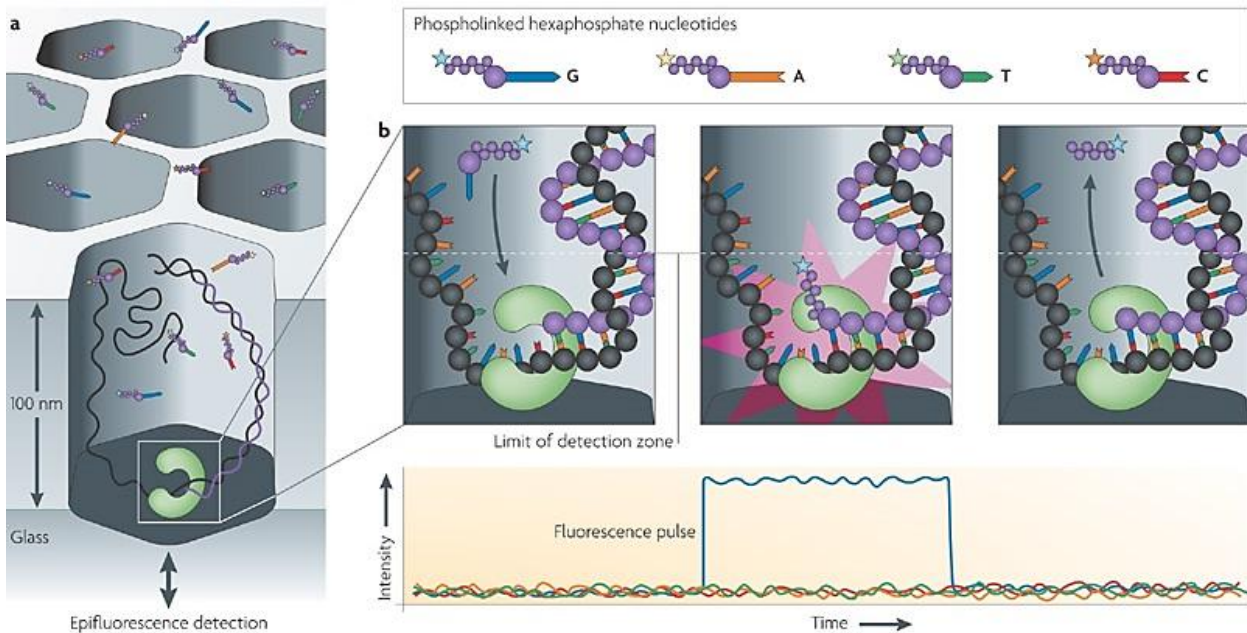 a
Phospholinked hexaphosphate nucleotides
G
A
T
C
b
100 nm
Glass
Epifluorescence detection
Limit of detection zone
Intensity
Fluorescence pulse
Time